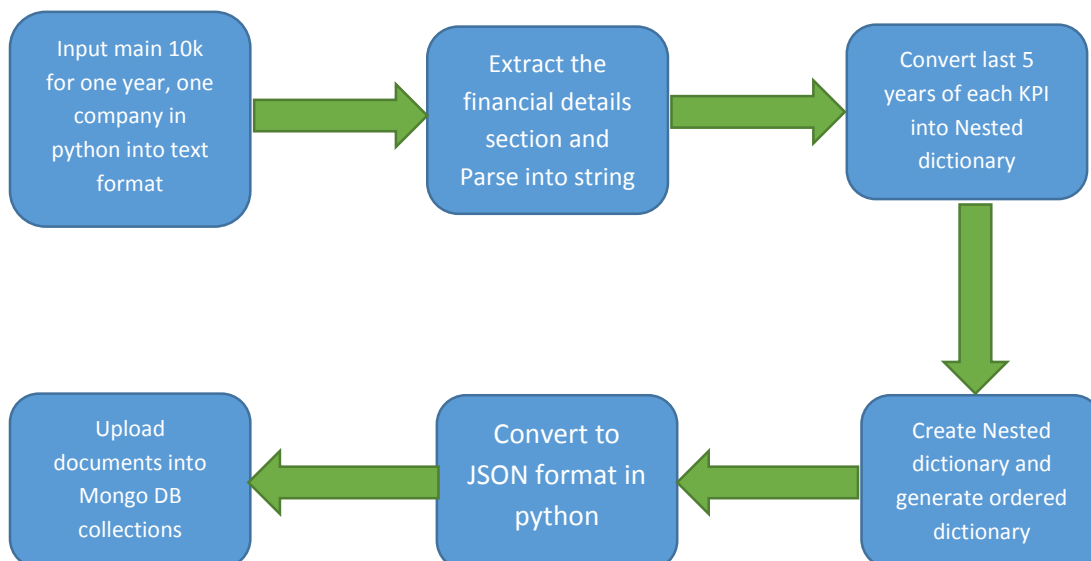 Input main 10k
for one year, one
company in
python into text
format
Extract the
financial details
section and
Parse into string
Convert last 5
years of each KPI
into Nested
dictionary
Create Nested
dictionary and
generate ordered
dictionary
Convert to
JSON format in
python
Upload
documents into
Mongo DB
collections